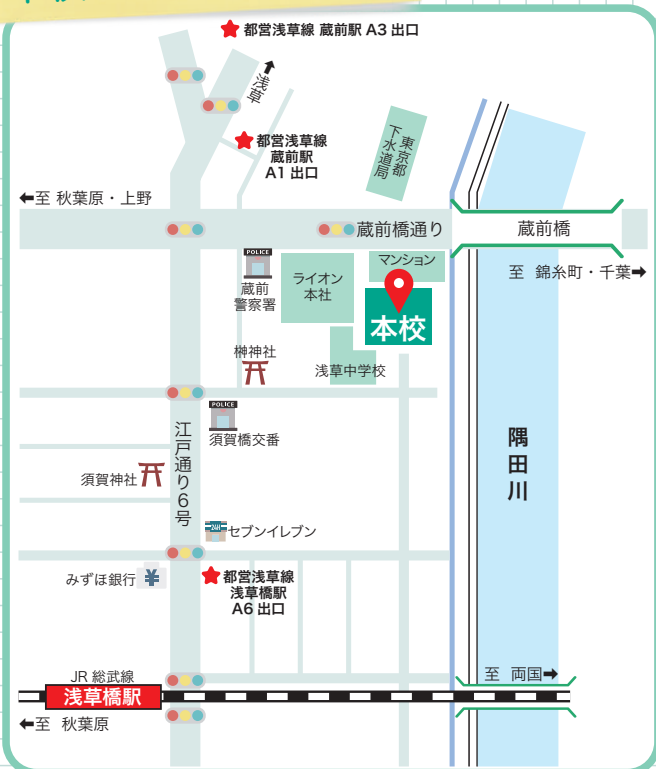 都営浅草線 蔵前駅 A3 出口
浅草
都営浅草線
蔵前駅
A1 出口
東京都
下水道局
至 秋葉原・上野
蔵前橋通り
蔵前橋
POLICE
蔵前
警察署
ライオン
本社
マンション
至 錦糸町・千葉
本校
榊神社
浅草中学校
POLICE
須賀橋交番
江戸通り6号
隅田川
須賀神社
24H
セブンイレブン
みずほ銀行
¥
都営浅草線
浅草橋駅
A6 出口
JR 総武線
浅草橋駅
至 両国
至 秋葉原